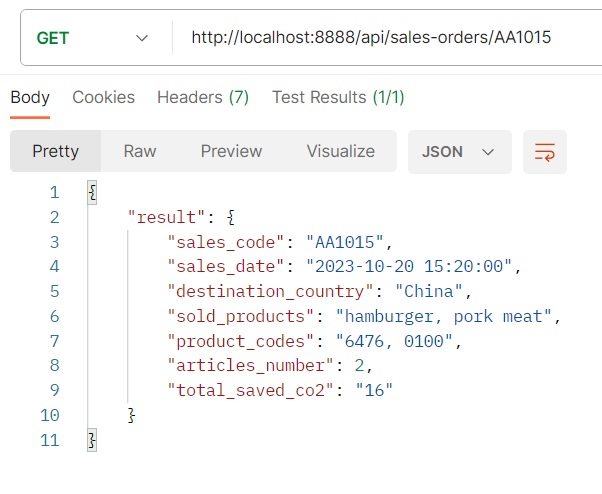 GET http://localhost:8888/api/sales-orders/AA1015
Body Cookies Headers (7) Test Results (1/1)
Pretty Raw Preview Visualize JSON
1 {
2 "result": {
3 "sales_code": "AA1015",
4 "sales_date": "2023-10-20 15:20:00",
5 "destination_country": "China",
6 "sold_products": "hamburger, pork meat",
7 "product_codes": "6476, 0100",
8 "articles_number": 2,
9 "total_saved_co2": "16"
10 }
11 }